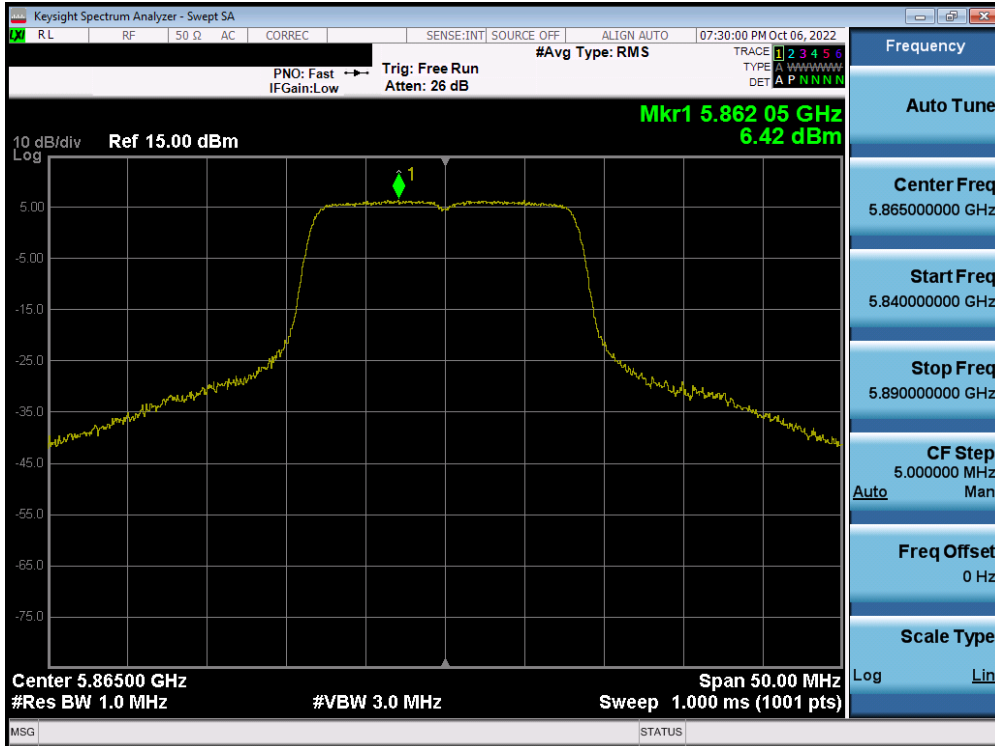 Keysight Spectrum Analyzer - Swept SA
LXI RL RF 50 Ω AC CORREC SENSE:INT SOURCE OFF ALIGN AUTO 07:30:00 PM Oct 06, 2022
#Avg Type: RMS
TRACE 1 2 3 4 5 6
PNO: Fast Trig: Free Run
TYPE A WWWWW
IFGain:Low Atten: 26 dB
DET A P N N N N
Mkr1 5.862 05 GHz
6.42 dBm
10 dB/div Ref 15.00 dBm
Log
1
5.00
-5.00
-15.0
-25.0
-35.0
-45.0
-55.0
-65.0
-75.0
Center 5.86500 GHz Span 50.00 MHz
#Res BW 1.0 MHz #VBW 3.0 MHz Sweep 1.000 ms (1001 pts)
MSG STATUS
Frequency
Auto Tune
Center Freq
5.865000000 GHz
Start Freq
5.840000000 GHz
Stop Freq
5.890000000 GHz
CF Step
5.000000 MHz
Auto Man
Freq Offset
0 Hz
Scale Type
Log Lin